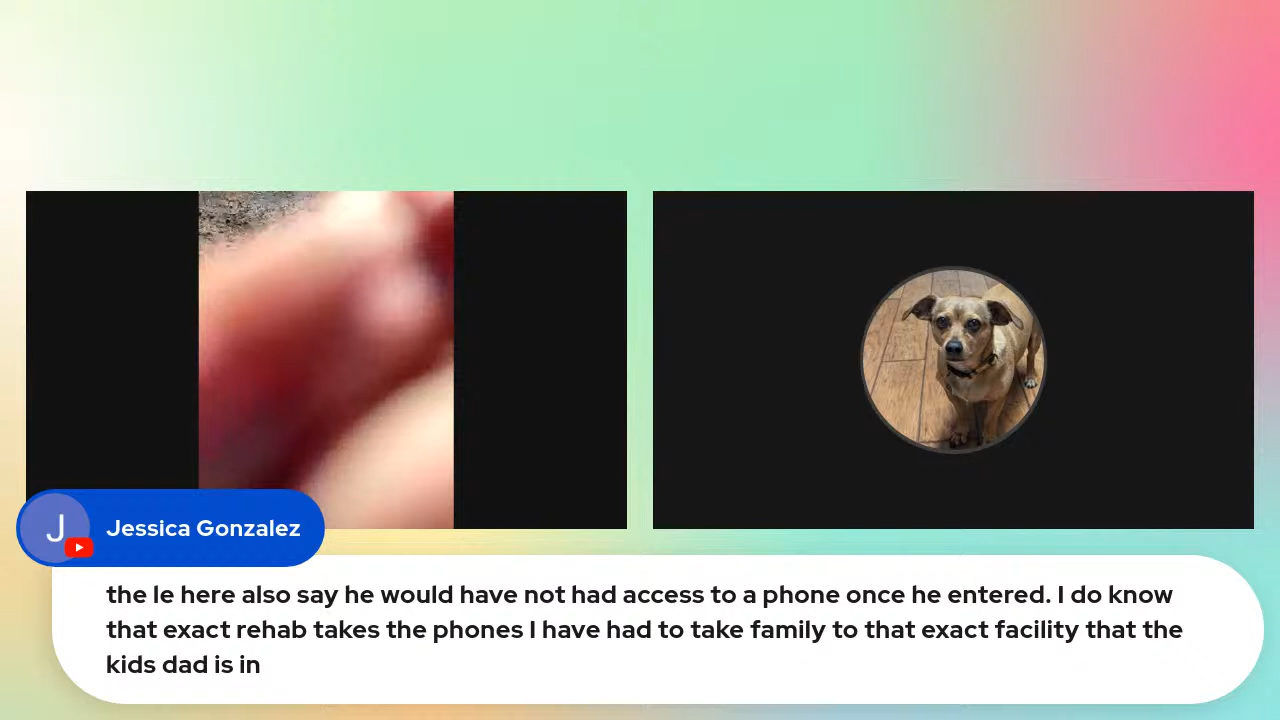 J
Jessica Gonzalez
the le here also say he would have not had access to a phone once he entered. I do know
that exact rehab takes the phones I have had to take family to that exact facility that the
kids dad is in